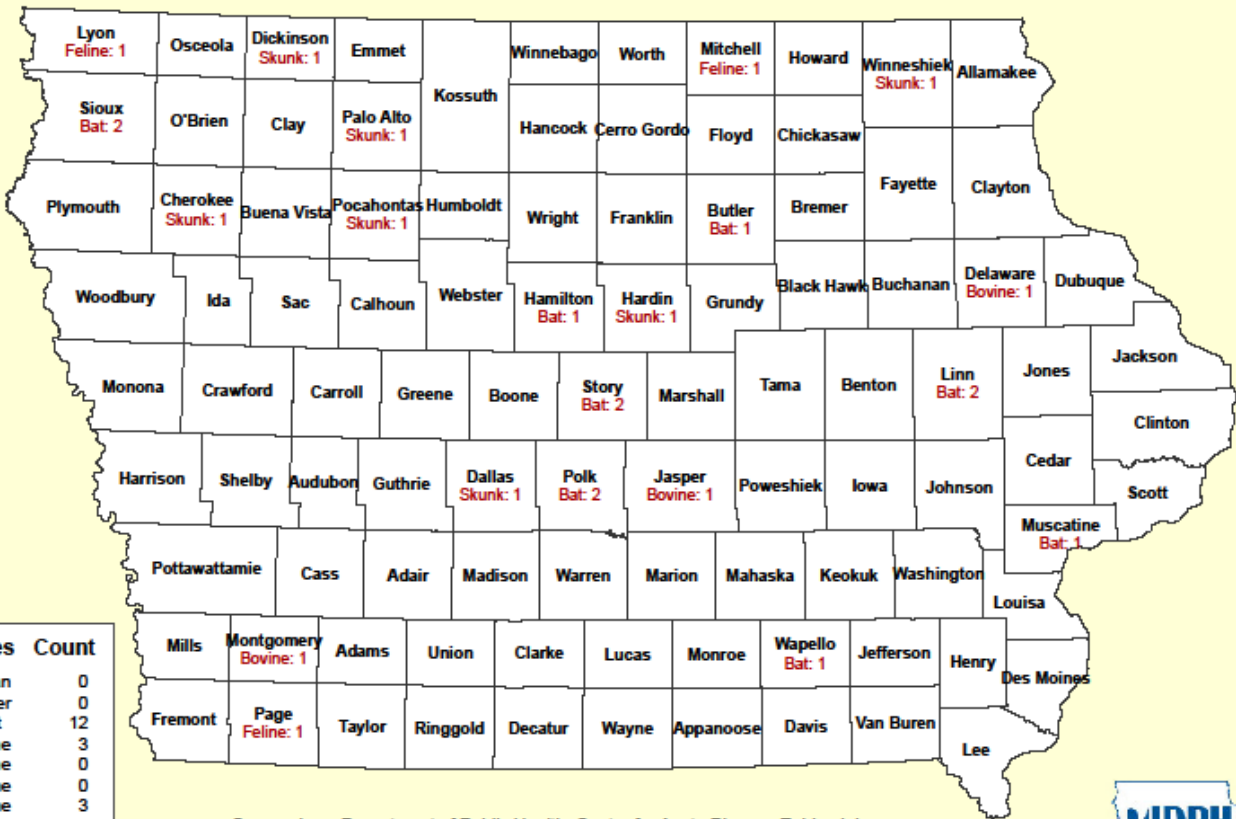 Lyon
Feline: 1
Osceola
Dickinson
Skunk: 1
Emmet
Kossuth
Winnebago
Worth
Mitchell
Feline: 1
Howard
Winneshiek
Skunk: 1
Allamakee
Sioux
Bat: 2
O'Brien
Clay
Palo Alto
Skunk: 1
Hancock
Cerro Gordo
Floyd
Chickasaw
Fayette
Clayton
Plymouth
Cherokee
Skunk: 1
Buena Vista
Pocahontas
Skunk: 1
Humboldt
Wright
Franklin
Butler
Bat: 1
Bremer
Woodbury
Ida
Sac
Calhoun
Webster
Hamilton
Bat: 1
Hardin
Skunk: 1
Grundy
Black Hawk
Buchanan
Delaware
Bovine: 1
Dubuque
Monona
Crawford
Carroll
Greene
Boone
Story
Bat: 2
Marshall
Tama
Benton
Linn
Bat: 2
Jones
Jackson
Clinton
Harrison
Shelby
Audubon
Guthrie
Dallas
Skunk: 1
Polk
Bat: 2
Jasper
Bovine: 1
Poweshiek
Iowa
Johnson
Cedar
Scott
Muscatine
Bat: 1
Pottawattamie
Cass
Adair
Madison
Warren
Marion
Mahaska
Keokuk
Washington
Louisa
Mills
Montgomery
Bovine: 1
Adams
Union
Clarke
Lucas
Monroe
Wapello
Bat: 1
Jefferson
Henry
Des Moines
Fremont
Page
Feline: 1
Taylor
Ringgold
Decatur
Wayne
Appanoose
Davis
Van Buren
Lee
Count
0
0
12
3
0
0
3